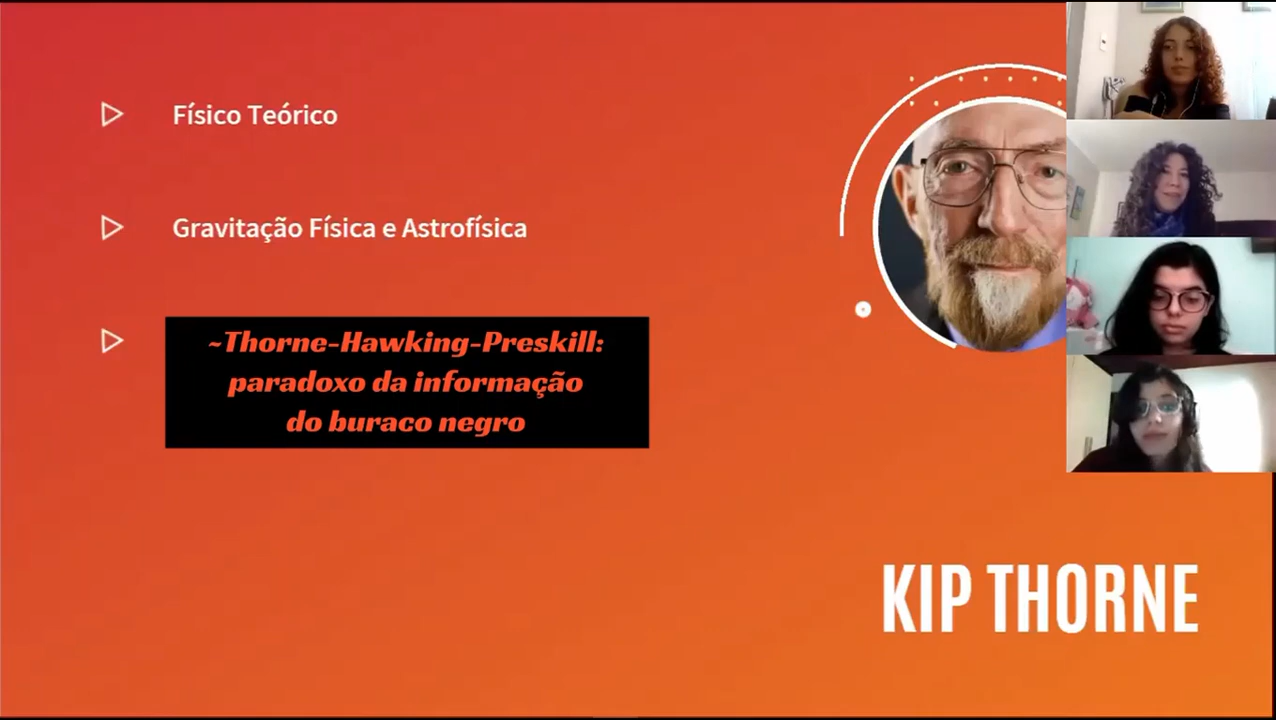 Físico Teórico
Gravitação Física e Astrofísica
~Thorne-Hawking-Preskill:
paradoxo da informação
do buraco negro
KIP THORNE